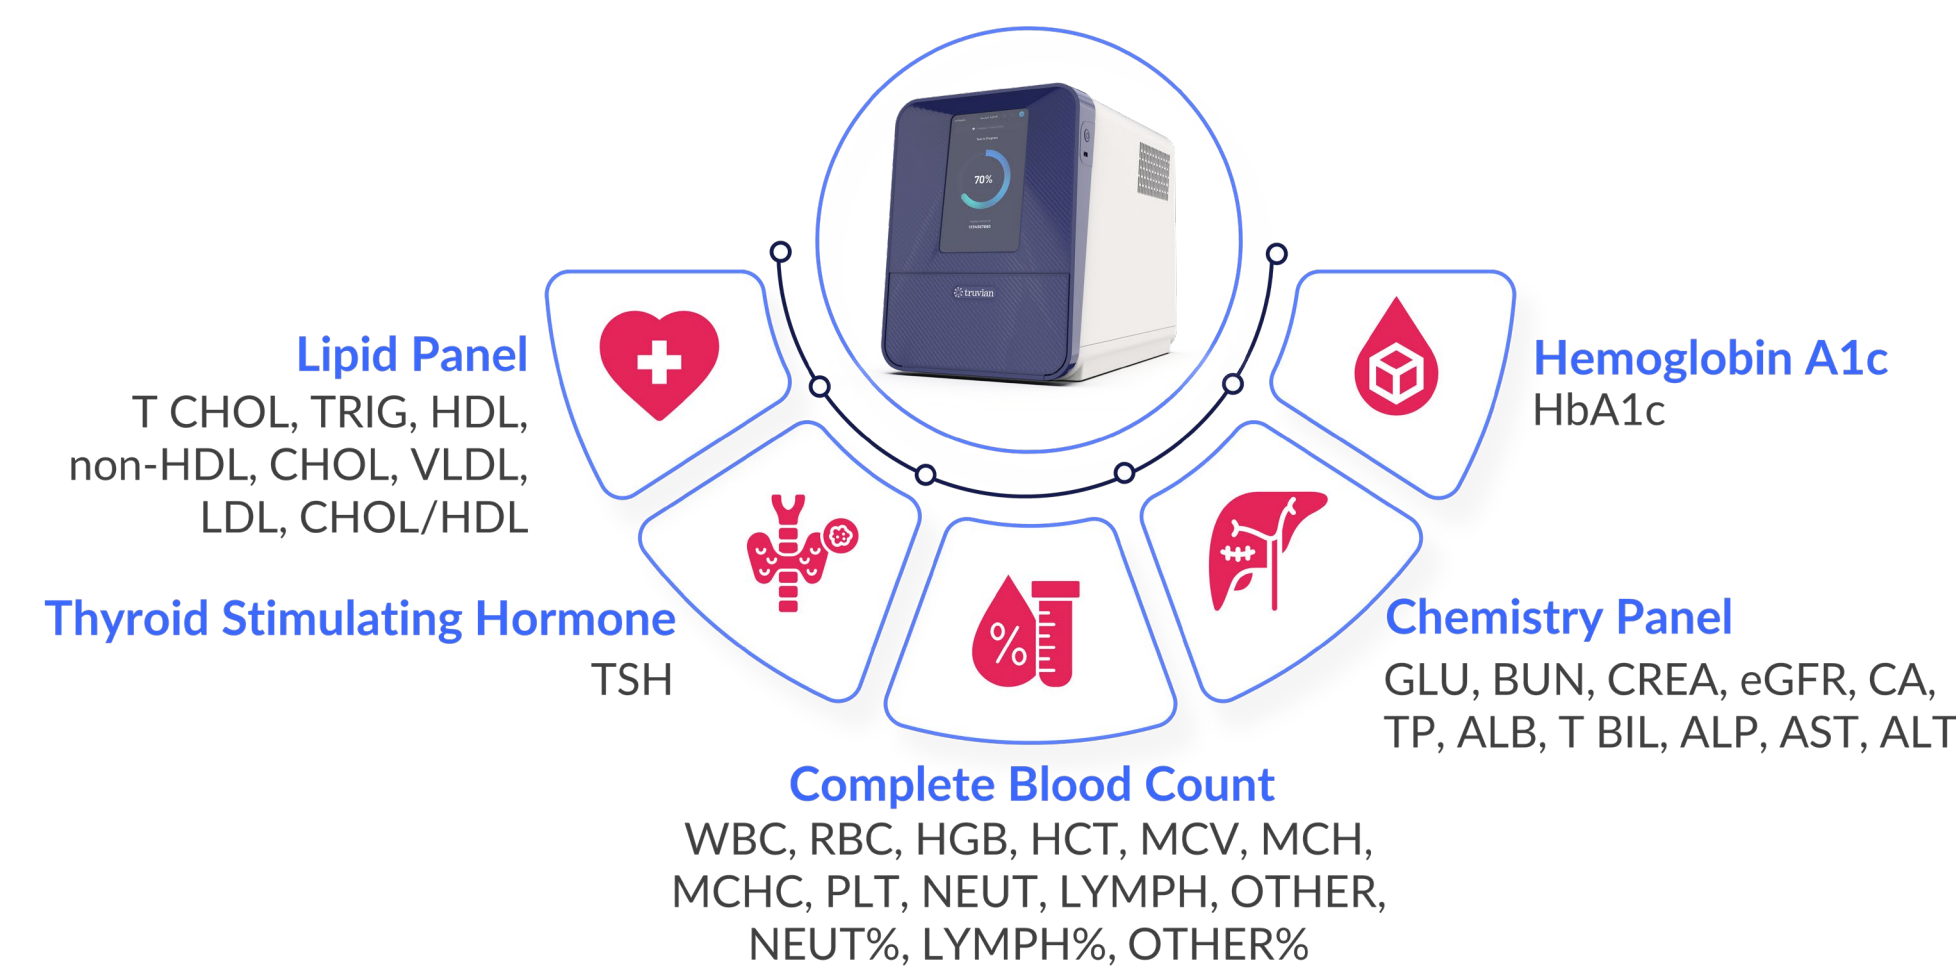 70%
truvian
Lipid Panel
T CHOL, TRIG, HDL,
non-HDL, CHOL, VLDL,
LDL, CHOL/HDL
Thyroid Stimulating Hormone
TSH
%
Complete Blood Count
WBC, RBC, HGB, HCT, MCV, MCH,
MCHC, PLT, NEUT, LYMPH, OTHER,
NEUT%, LYMPH%, OTHER%
Chemistry Panel
GLU, BUN, CREA, eGFR, CA,
TP, ALB, T BIL, ALP, AST, ALT
Hemoglobin A1c
HbA1c